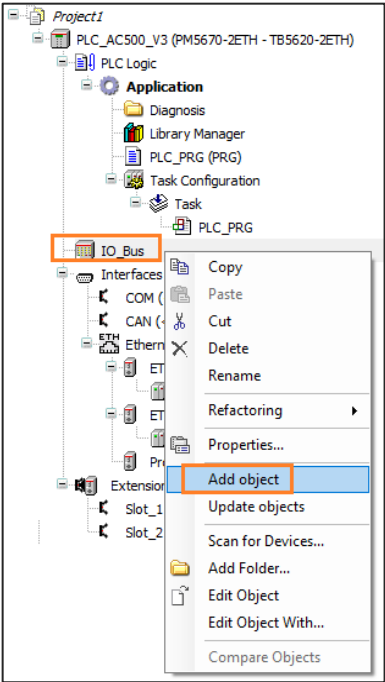 Project1
PLC_AC500_V3 (PM5670-2ETH - TB5620-2ETH)
PLC Logic
Application
Diagnosis
Library Manager
PLC_PRG (PRG)
Task Configuration
Task
PLC_PRG
IO_Bus
Interfaces
COM (
CAN (
ETH
Ethern
ET
ET
Pr
Extension
Slot_1
Slot_2
Copy
Paste
Cut
Delete
Rename
Refactoring
Properties...
Add object
Update objects
Scan for Devices...
Add Folder...
Edit Object
Edit Object With...
Compare Objects